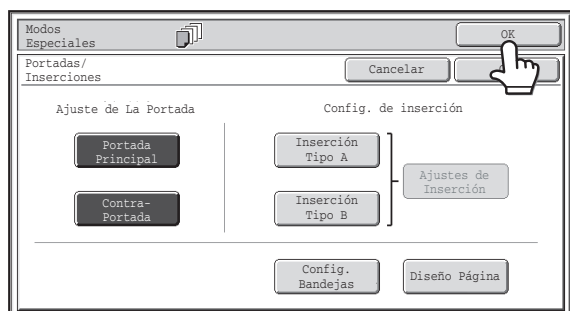 Modos
Especiales
OK
Portadas/
Inserciones
Cancelar
Ajuste de La Portada
Config. de inserción
Portada
Principal
Inserción
Tipo A
Ajustes de
Inserción
Contra-
Portada
Inserción
Tipo B
Config.
Bandejas
Diseño Página